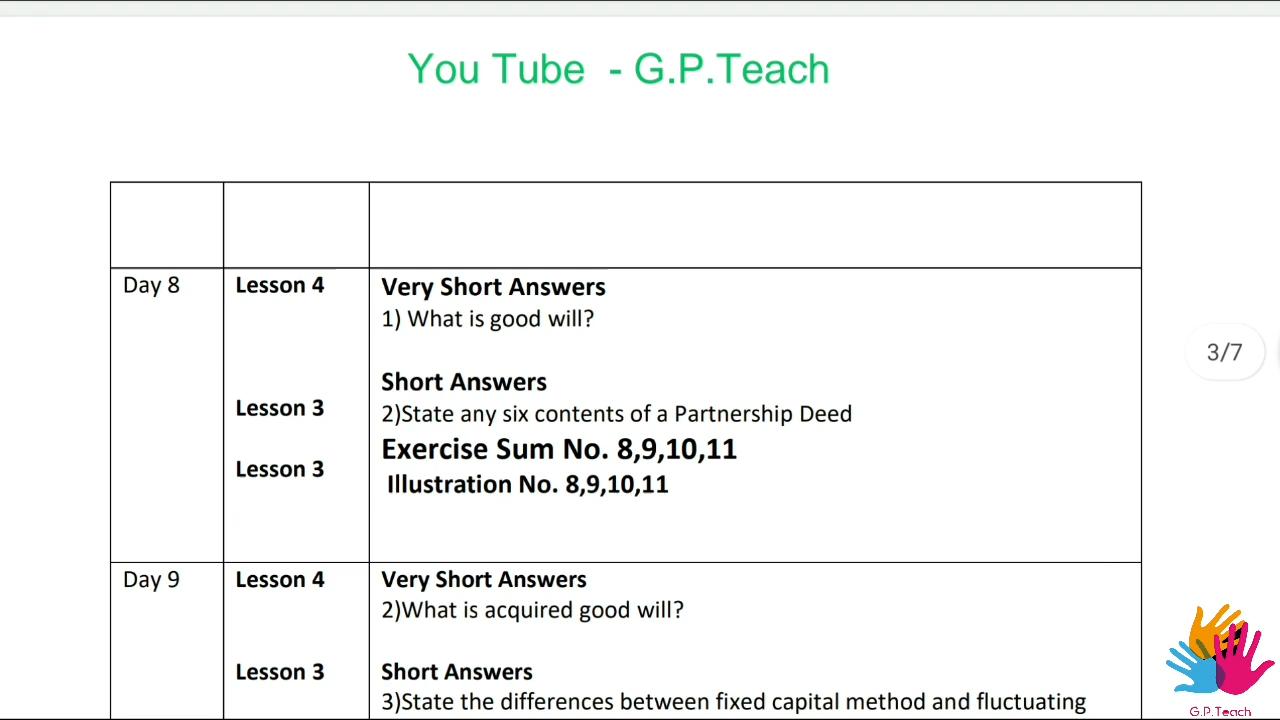 You Tube - G.P.Teach
Day 8
Lesson 4
Very Short Answers
1) What is good will?
Short Answers
Lesson 3
2)State any six contents of a Partnership Deed
Exercise Sum No. 8,9,10,11
Lesson 3
Illustration No. 8,9,10,11
3/7
Day 9
Lesson 4
Very Short Answers
2)What is acquired good will?
Lesson 3
Short Answers
3)State the differences between fixed capital method and fluctuating
G.P.Teach